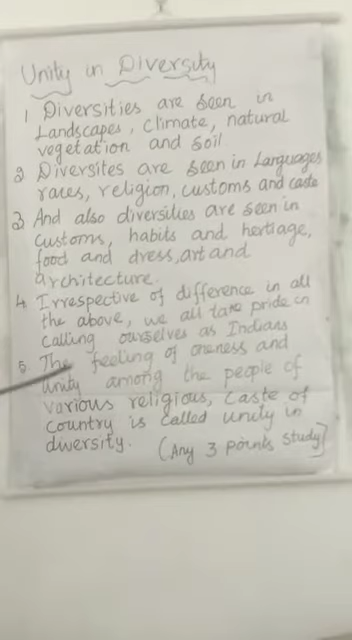 Unity in Diversity
1 Diversities are seen in
Landscapes, climate, natural
vegetation and soil.
2 Diversites are seen in Languages
races, religion, customs and caste
3 And also diversities are seen in
customs, habits and hertiage,
food and dress, art and
architecture.
4 Irrespective of difference in all
the above, we all take pride in
calling ourselves as Indians
5 The feeling of oneness and
unity among the people of
various religious, caste of
country is called unity in
diversity. (Any 3 points study)